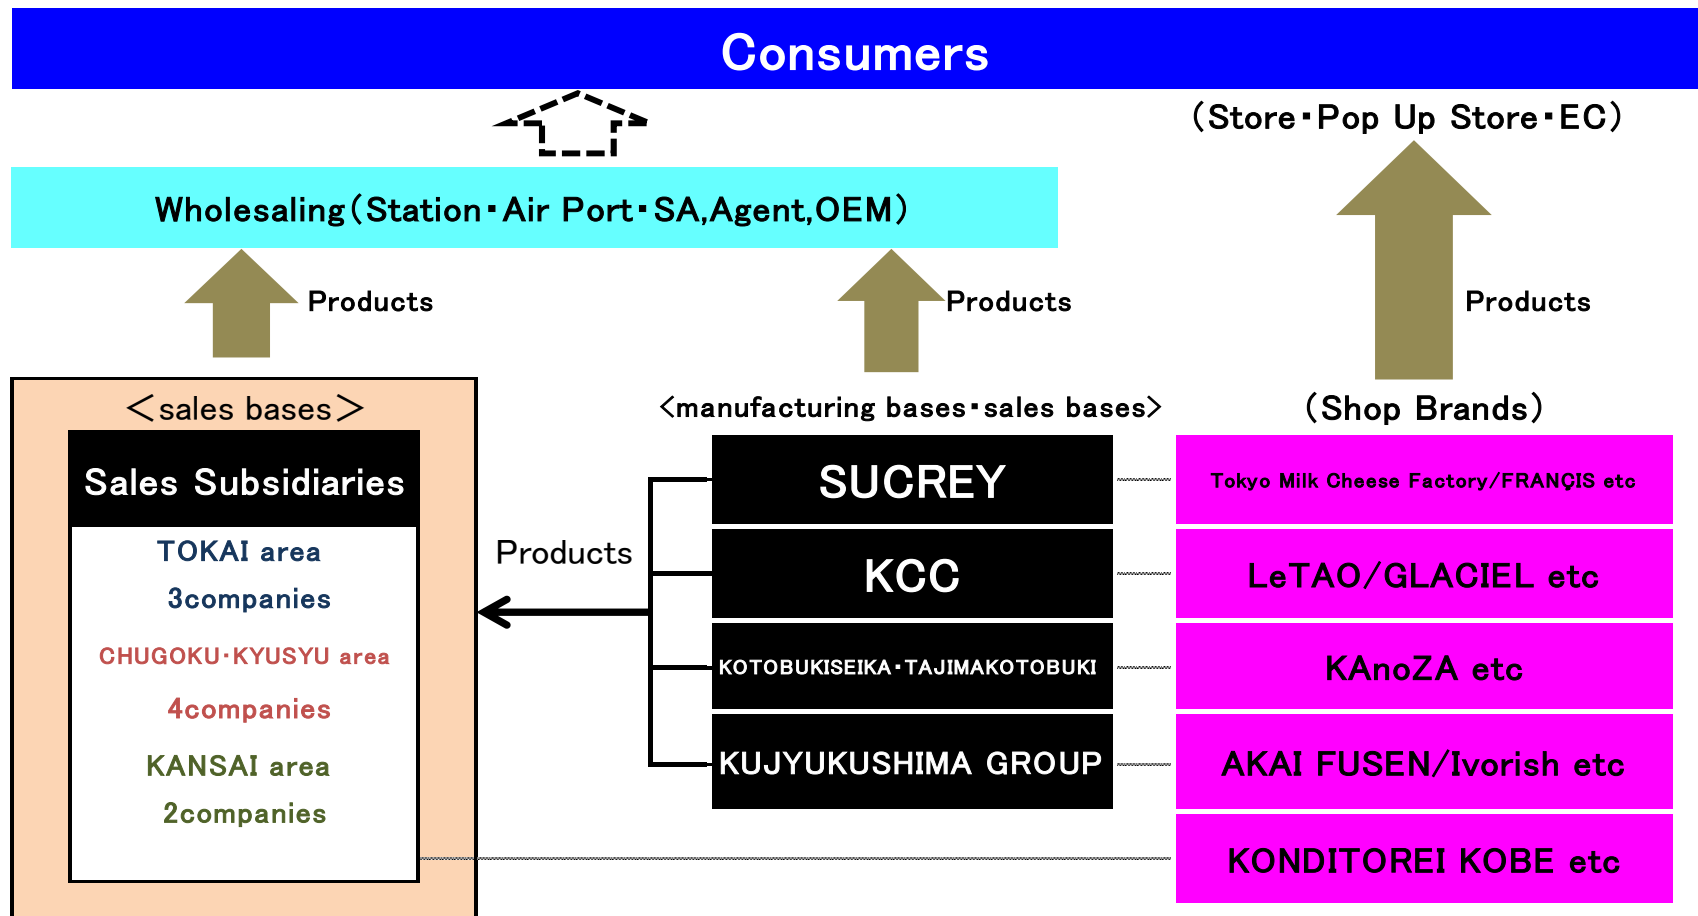 Consumers
（Store・Pop Up Store・EC）
Wholesaling（Station・Air Port・SA,Agent,OEM）
Products
Products
Products
＜sales bases＞
<manufacturing bases・sales bases>
（Shop Brands）
Sales Subsidiaries
TOKAI area
3companies
CHUGOKU・KYUSYU area
4companies
KANSAI area
2companies
Products
SUCREY
KCC
KOTOBUKISEIKA・TAJIMAKOTOBUKI
KUJYUKUSHIMA GROUP
Tokyo Milk Cheese Factory/FRANÇIS etc
LeTAO/GLACIEL etc
KAnoZA etc
AKAI FUSEN/Ivorish etc
KONDITOREI KOBE etc